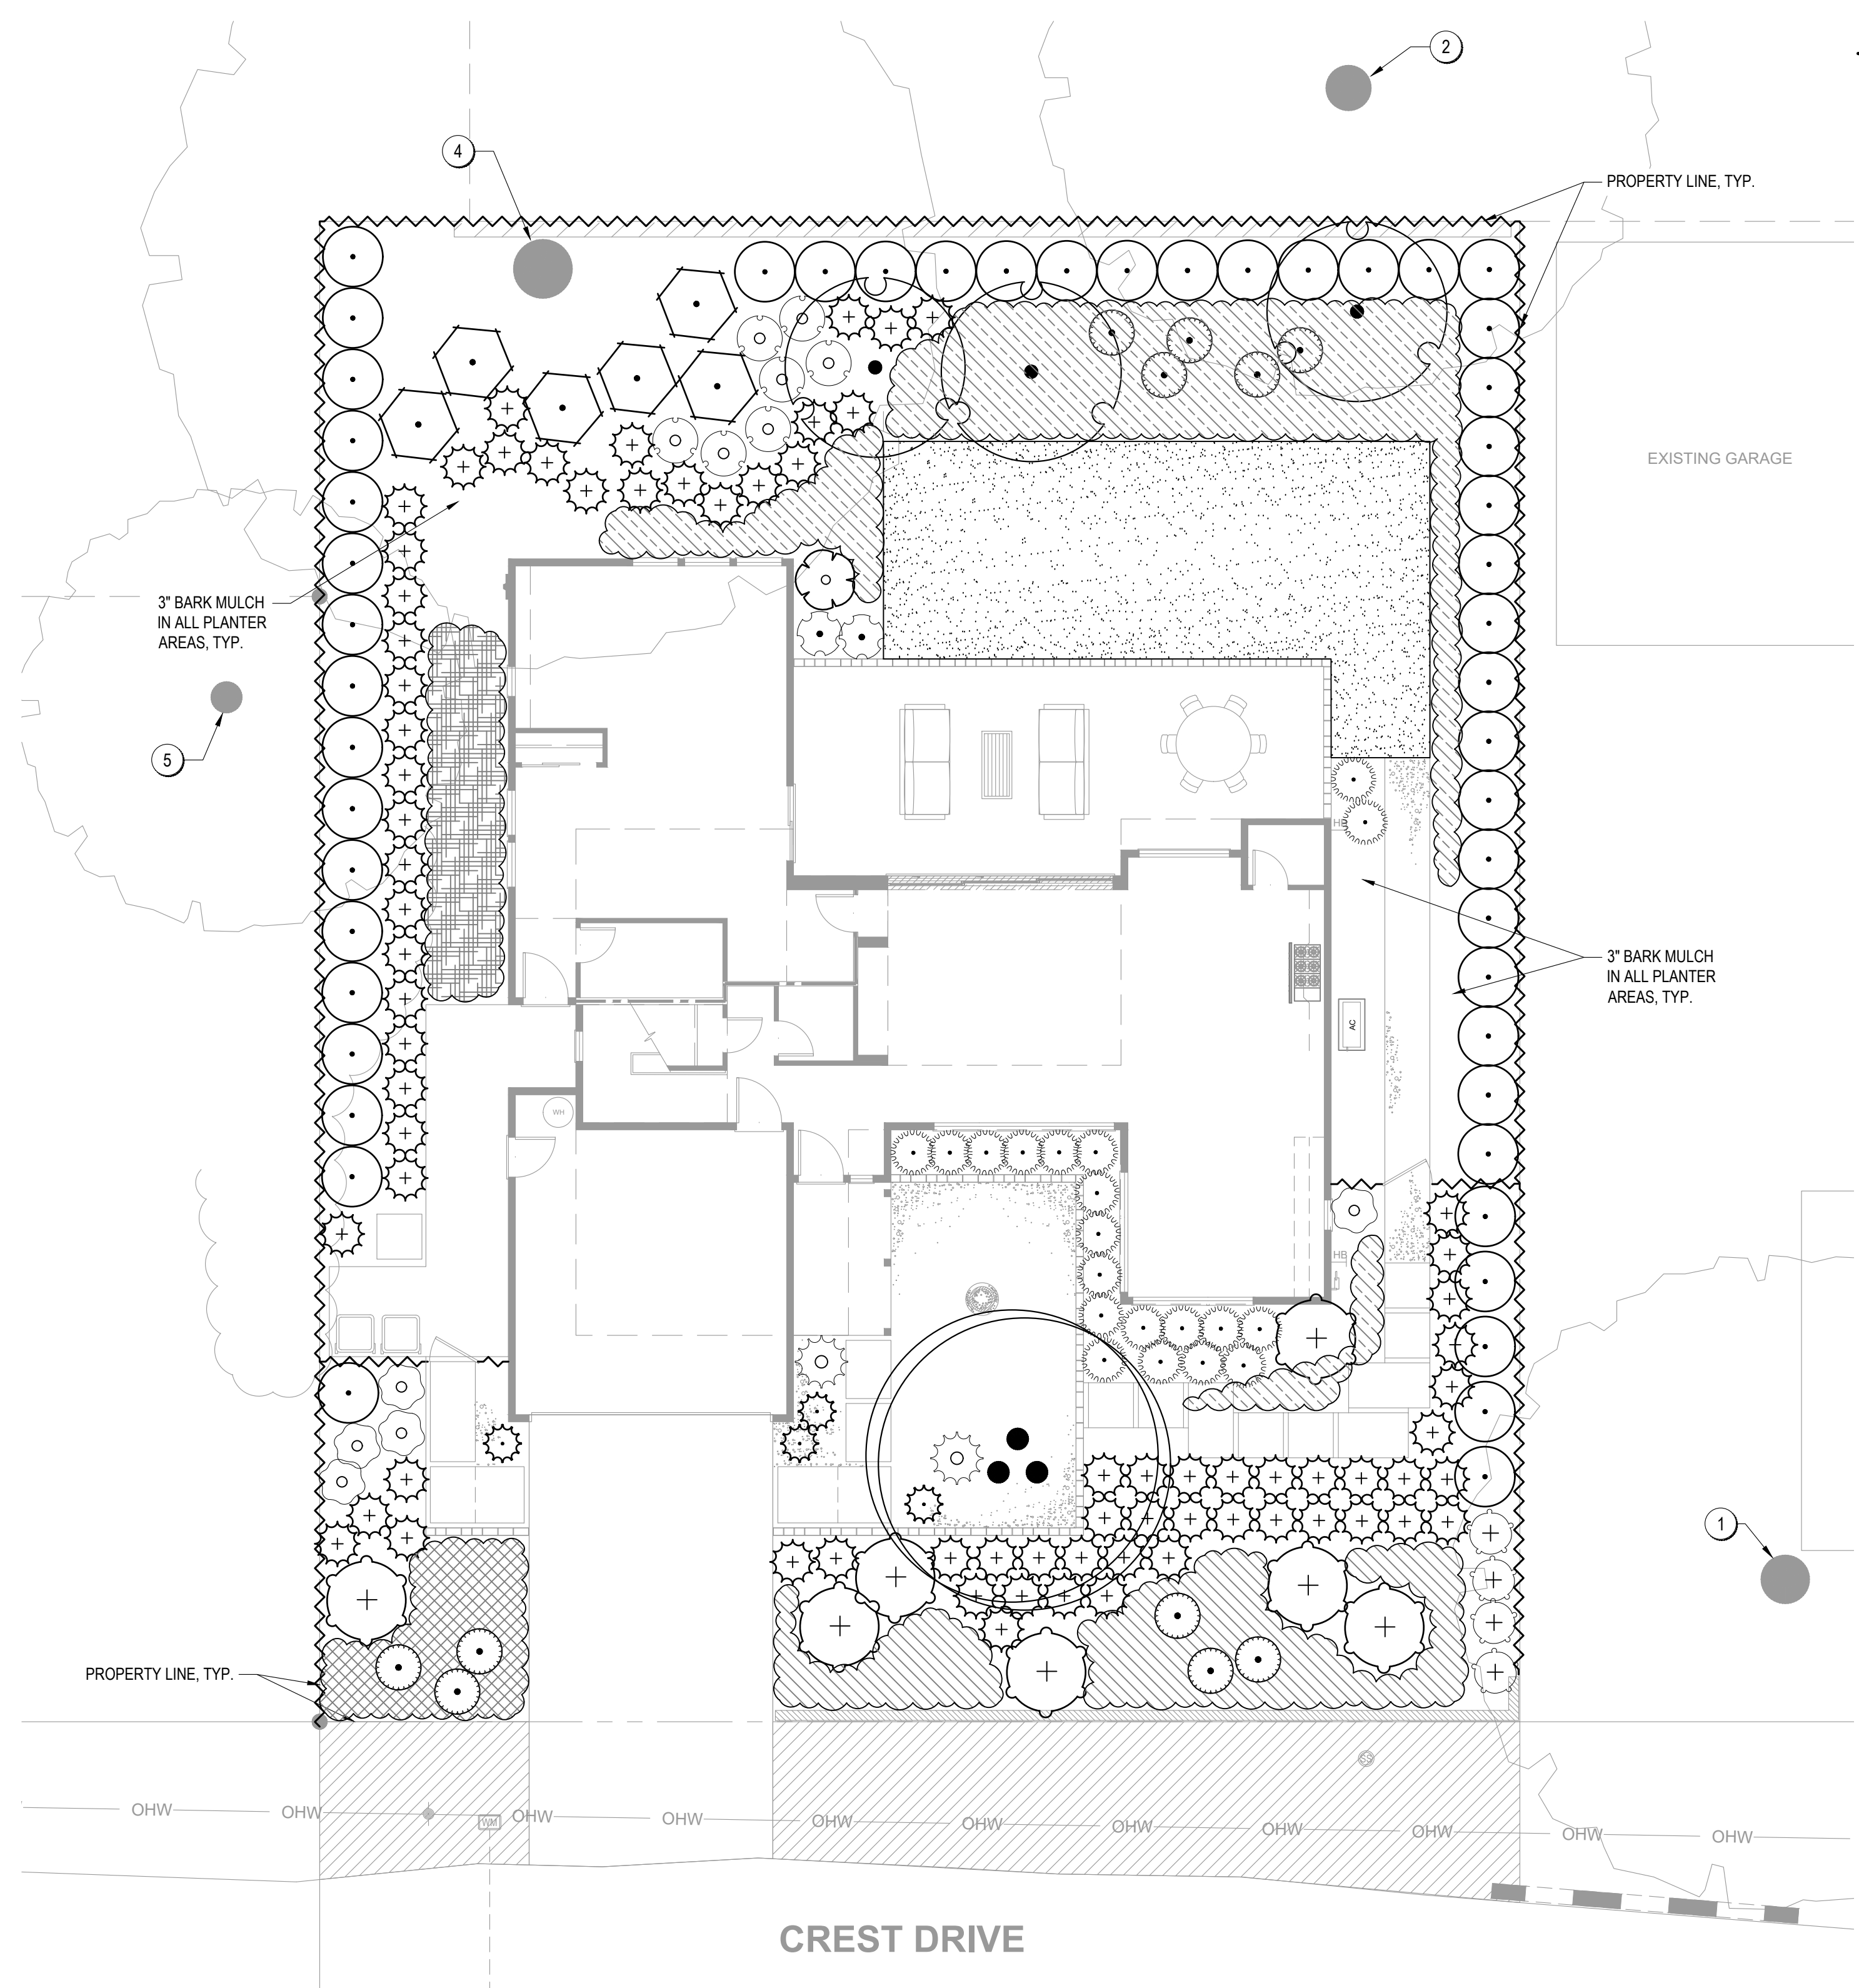 2
4
PROPERTY LINE, TYP.
EXISTING GARAGE
3" BARK MULCH
IN ALL PLANTER
AREAS, TYP.
5
HB
3" BARK MULCH
IN ALL PLANTER
AREAS, TYP.
AC
WH
HB
1
PROPERTY LINE, TYP.
SS
OHW OHW OHW OHW OHW OHW OHW OHW OHW OHW OHW
WM
CREST DRIVE